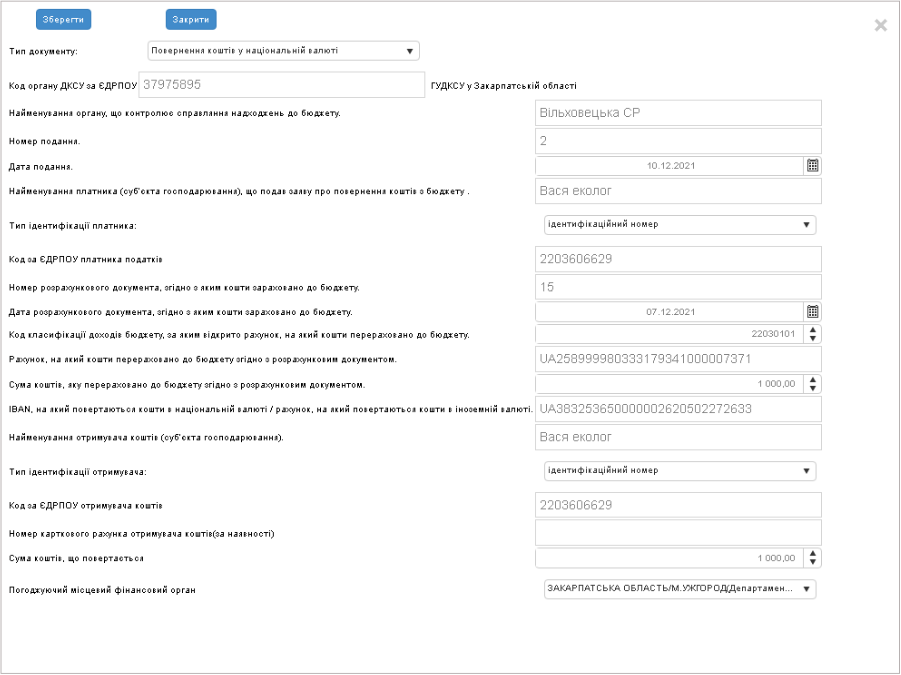 Зберегти Закрити
Тип документу: Повернення коштів у національній валюті
Код органу ДКСУ за ЄДРПОУ 37975895 ГУДКСУ у Закарпатській області
Найменування органу, що контролює справляння надходжень до бюджету. Вільховецька СР
Номер подання. 2
Дата подання. 10.12.2021
Найменування платника (суб'єкта господарювання), що подав заяву про повернення коштів з бюджету . Вася еколог
Тип ідентифікації платника: ідентифікаційний номер
Код за ЄДРПОУ платника податків 2203606629
Номер розрахункового документа, згідно з яким кошти зараховано до бюджету. 15
Дата розрахункового документа, згідно з яким кошти зараховано до бюджету. 07.12.2021
Код класифікації доходів бюджету, за яким відкрито рахунок, на який кошти перераховано до бюджету. 22030101
Рахунок, на який кошти перераховано до бюджету згідно з розрахунковим документом. UA258999980333179341000007371
Сума коштів, яку перераховано до бюджету згідно з розрахунковим документом. 1 000,00
IBAN, на який повертаються кошти в національній валюті / рахунок, на який повертаються кошти в іноземній валюті. UA383253650000002620502272633
Найменування отримувача коштів (суб'єкта господарювання). Вася еколог
Тип ідентифікації отримувача: ідентифікаційний номер
Код за ЄДРПОУ отримувача коштів 2203606629
Номер карткового рахунка отримувача коштів(за наявності)
Сума коштів, що повертається 1 000,00
Погоджуючий місцевий фінансовий орган ЗАКАРПАТСЬКА ОБЛАСТЬ/М.УЖГОРОД(Департамен...